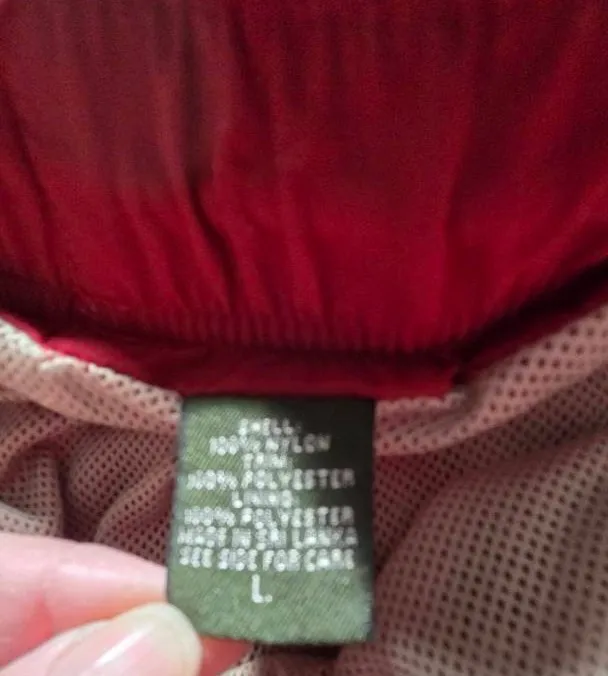 SHELL:
100% NYLON
TRIM:
100% POLYESTER
LINING:
100% POLYESTER
MADE IN SRI LANKA
SEE SIDE FOR CARE
L.